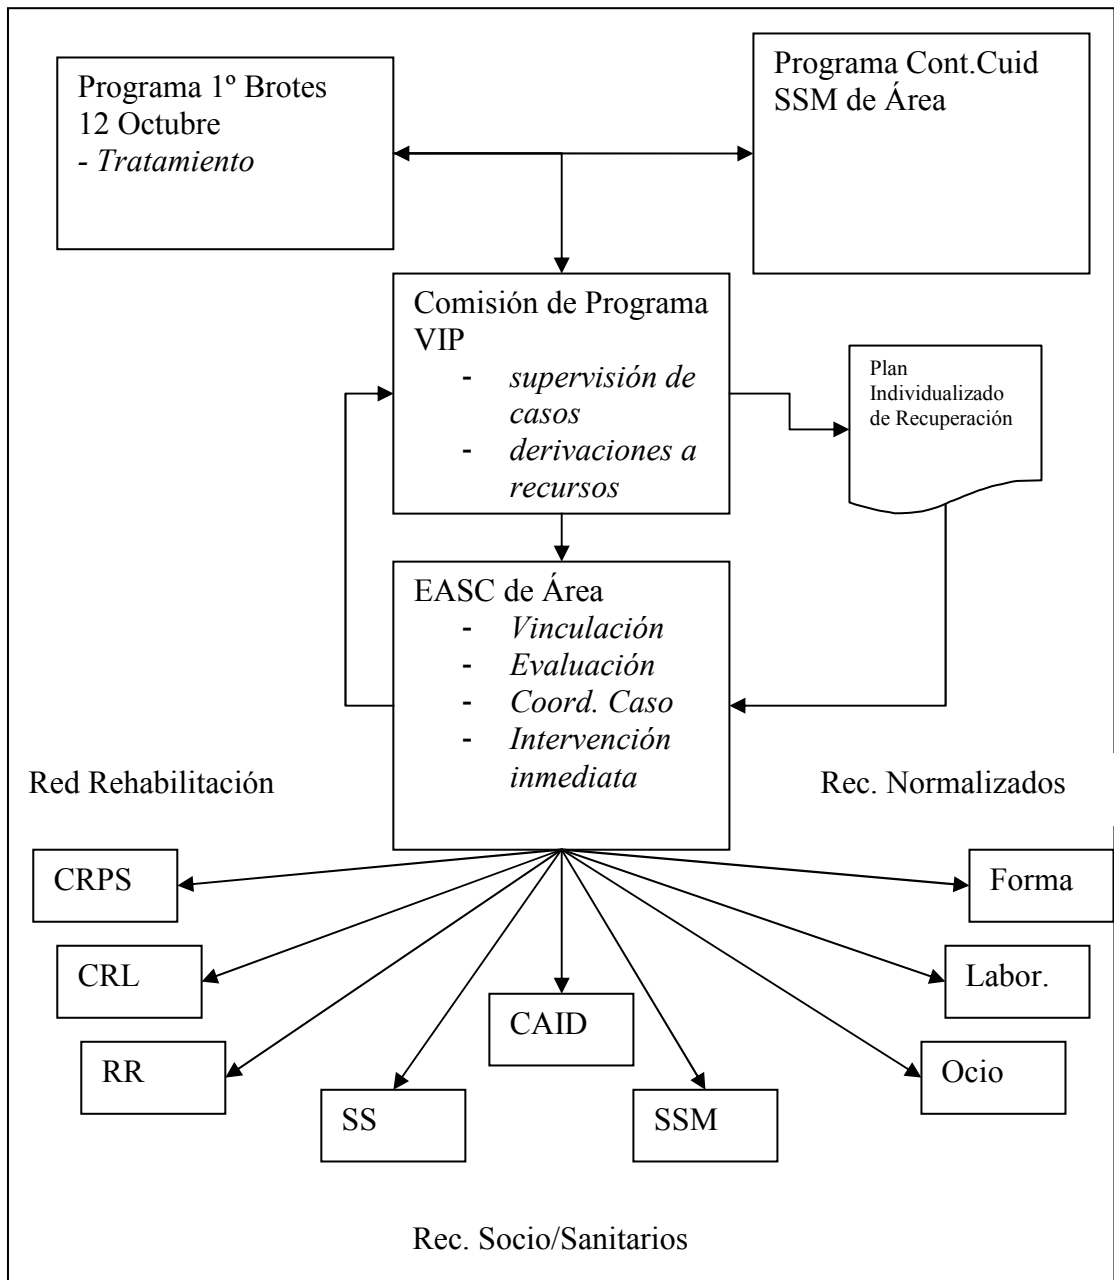 Programa 1º Brotes
12 Octubre
- Tratamiento
Programa Cont.Cuid
SSM de Área
Comisión de Programa
VIP
- supervisión de
casos
- derivaciones a
recursos
Plan
Individualizado
de Recuperación
EASC de Área
- Vinculación
- Evaluación
- Coord. Caso
- Intervención
inmediata
Red Rehabilitación
Rec. Normalizados
CRPS
Forma
CRL
Labor.
CAID
RR
Ocio
SS
SSM
Rec. Socio/Sanitarios